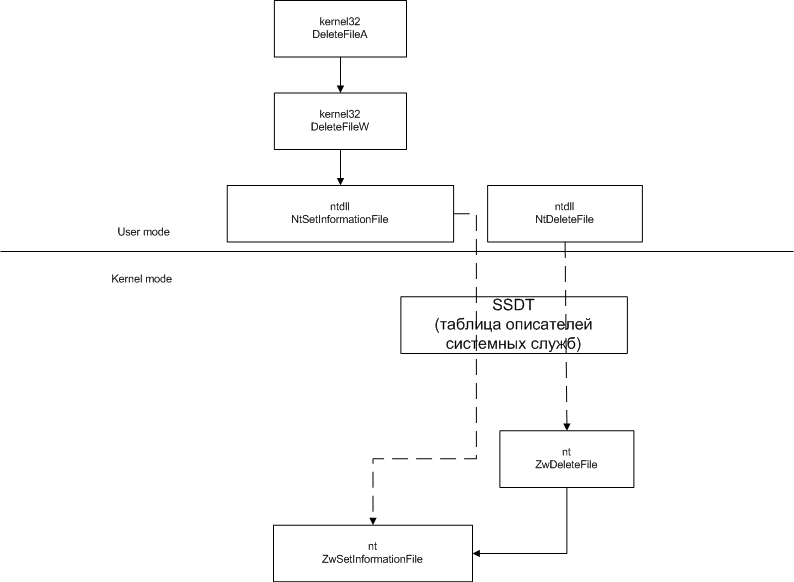 kernel32
DeleteFileA
kernel32
DeleteFileW
ntdll
NtSetInformationFile
ntdll
NtDeleteFile
User mode
Kernel mode
SSDT
(таблица описателей
системных служб)
nt
ZwDeleteFile
nt
ZwSetInformationFile